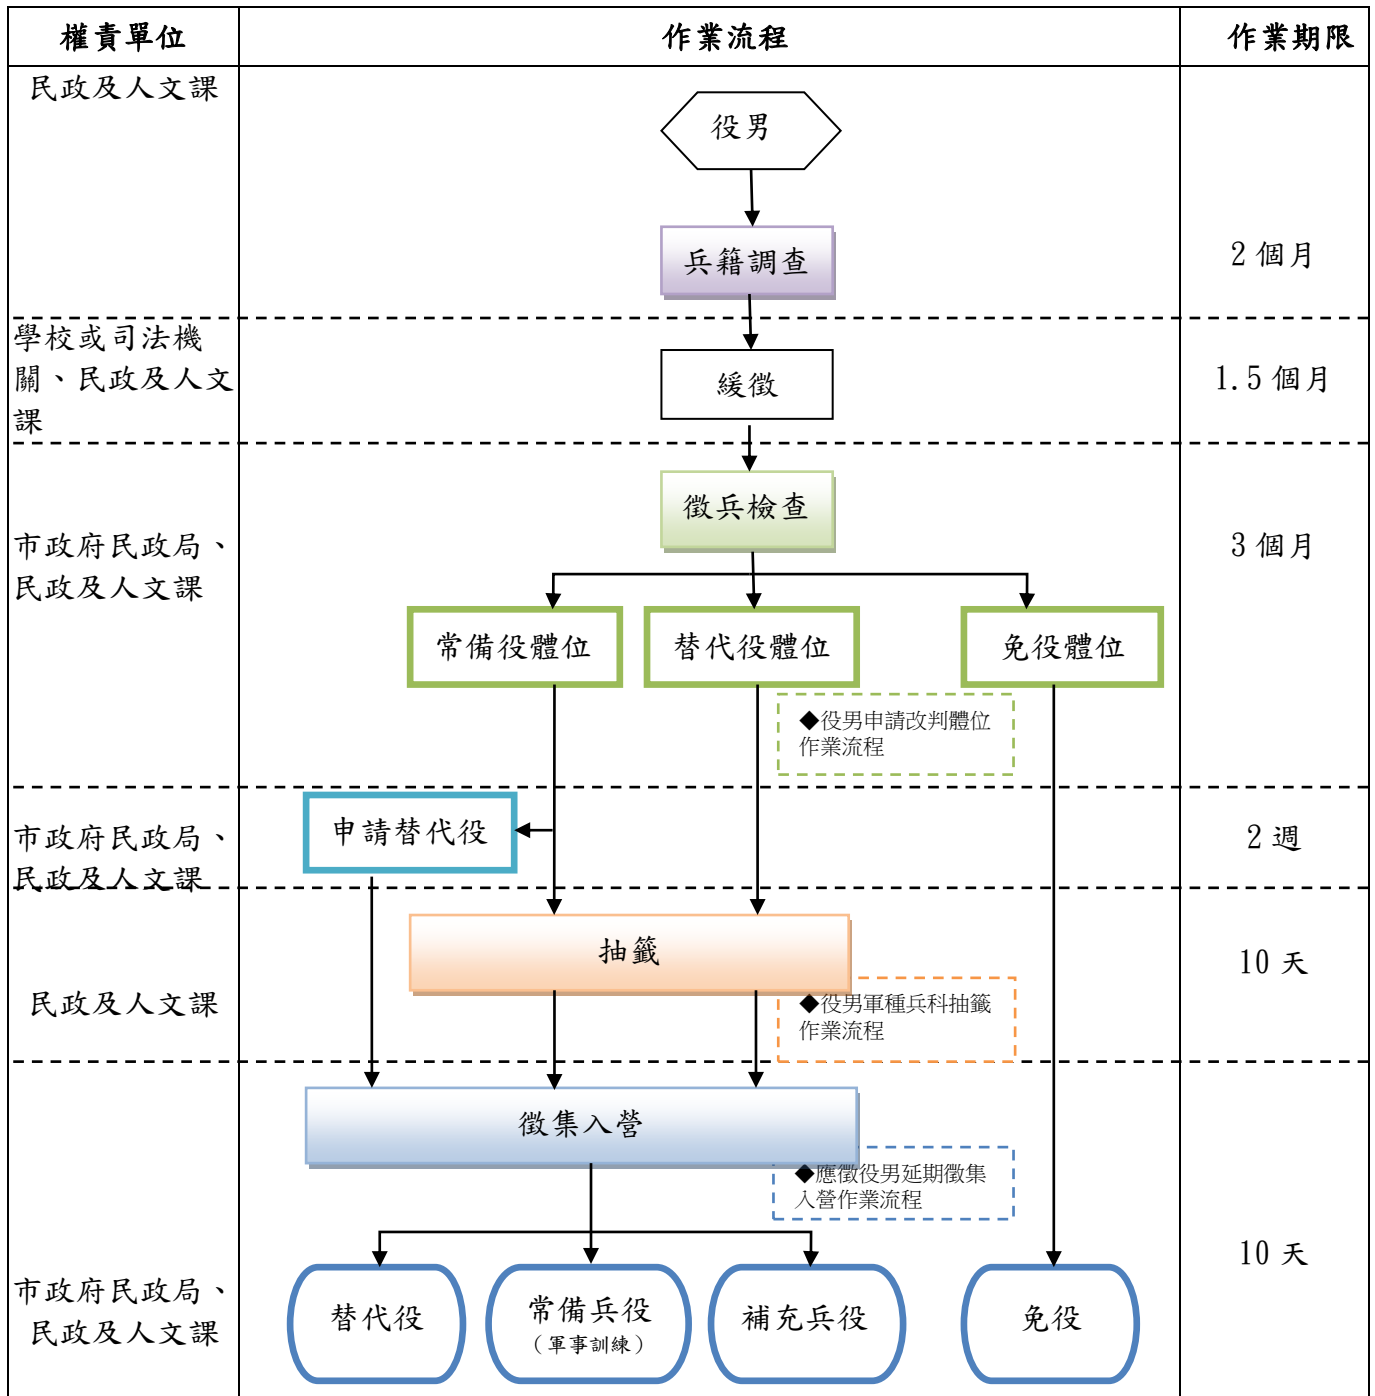 權責單位
作業流程
作業期限
民政及人文課
役男
兵籍調查
2個月
學校或司法機
關、民政及人文
課
緩徵
1.5個月
徵兵檢查
市政府民政局、
民政及人文課
3個月
常備役體位
替代役體位
免役體位
◆役男申請改判體位
作業流程
市政府民政局、
民政及人文課
申請替代役
2週
抽籤
10天
民政及人文課
◆役男軍種兵科抽籤
作業流程
徵集入營
◆應徵役男延期徵集
入營作業流程
市政府民政局、
民政及人文課
10天
替代役
常備兵役
（軍事訓練）
補充兵役
免役